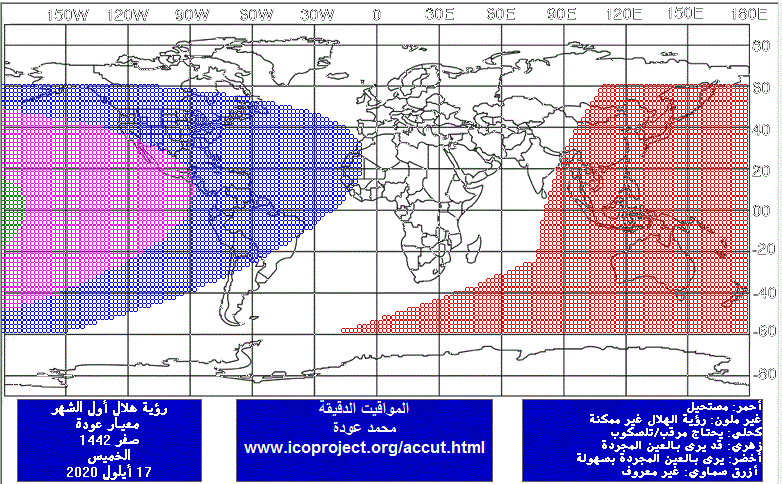 150W 120W 90W 60W 30W 0 30E 60E 90E 120E 150E 180E
80
60
40
20
00
-20
-40
-60
-80
رؤية هلال أول الشهر
معيار عودة
صفر 1442
الخميس
17 أيلول 2020
المواقيت الدقيقة
محمد عودة
www.icoproject.org/accut.html
أحمر: مستحيل
غير ملون: رؤية الهلال غير ممكنة
كحلي: يحتاج مرقب/تلسكوب
زهري: قد يرى بالعين المجردة
أخضر: يرى بالعين المجردة بسهولة
أزرق سماوي: غير معروف